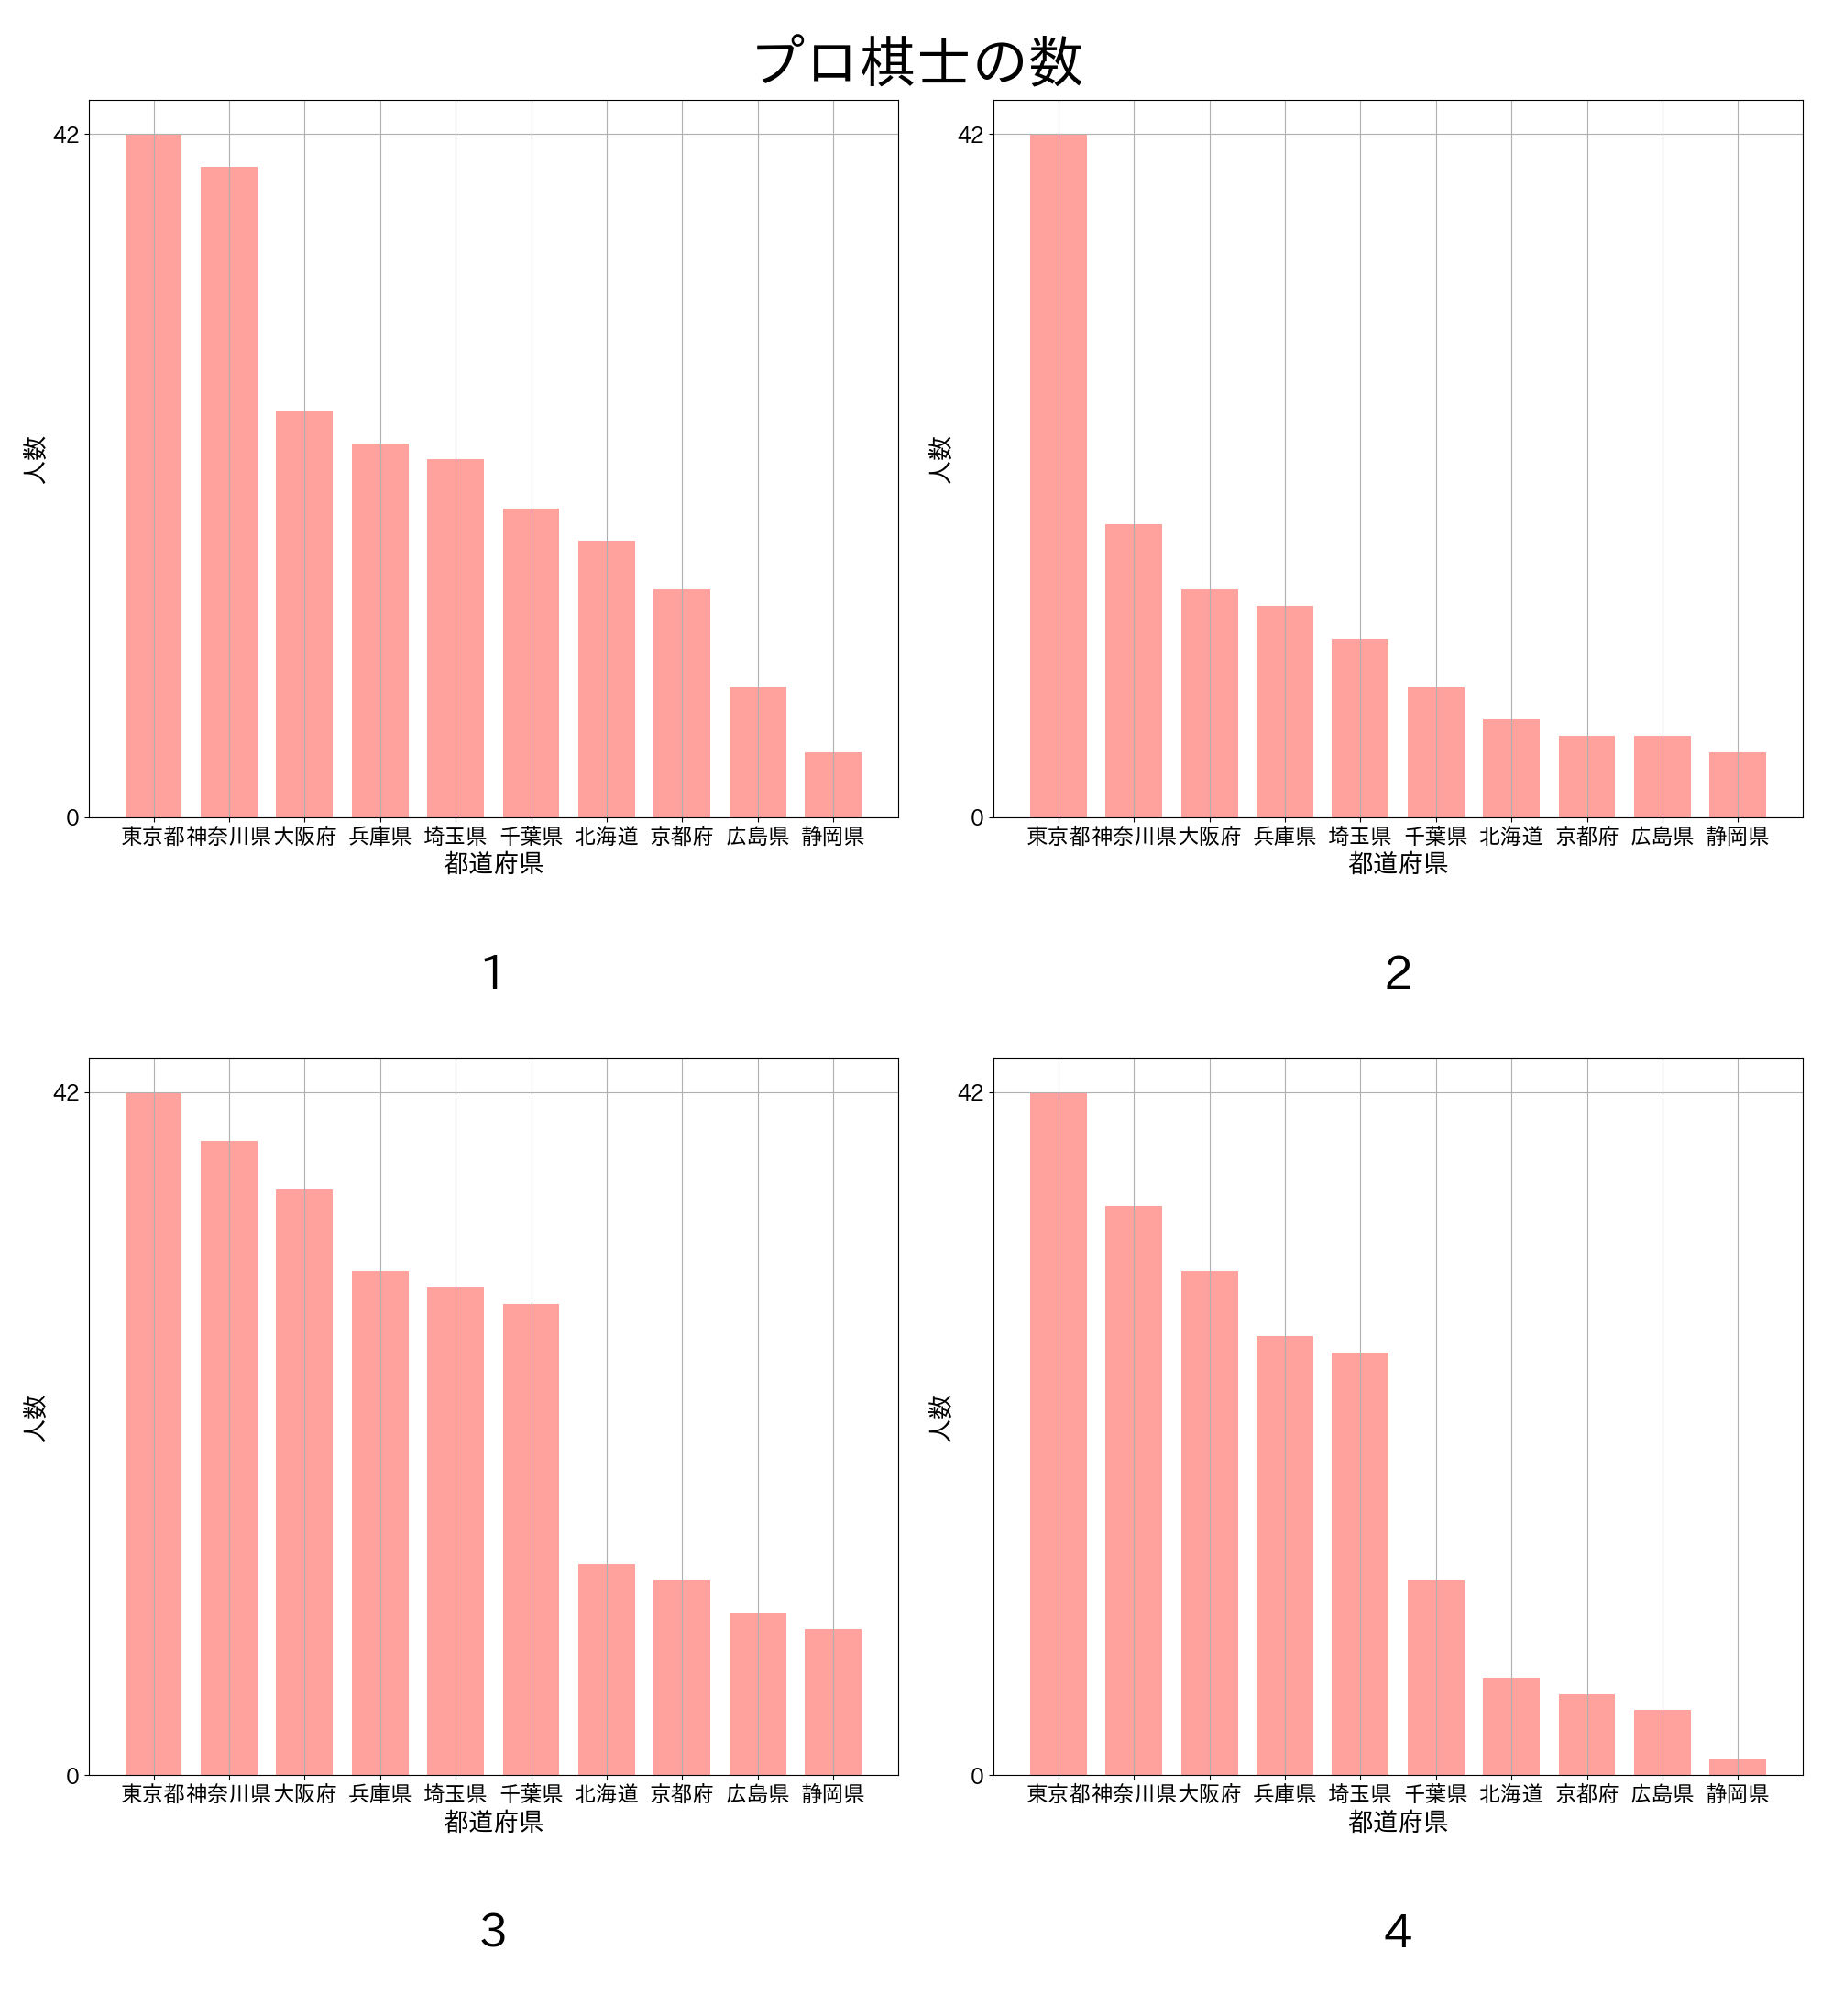 プロ棋士の数
42
0
人数
東京都 神奈川県 大阪府 兵庫県 埼玉県 千葉県 北海道 京都府 広島県 静岡県
都道府県
1
42
0
人数
東京都 神奈川県 大阪府 兵庫県 埼玉県 千葉県 北海道 京都府 広島県 静岡県
都道府県
2
42
0
人数
東京都 神奈川県 大阪府 兵庫県 埼玉県 千葉県 北海道 京都府 広島県 静岡県
都道府県
3
42
0
人数
東京都 神奈川県 大阪府 兵庫県 埼玉県 千葉県 北海道 京都府 広島県 静岡県
都道府県
4